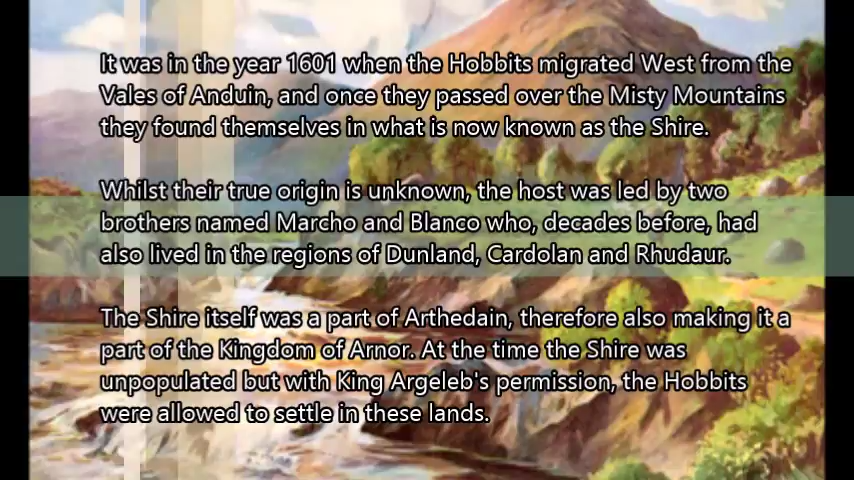 It was in the year 1601 when the Hobbits migrated West from the
Vales of Anduin, and once they passed over the Misty Mountains
they found themselves in what is now known as the Shire.
Whilst their true origin is unknown, the host was led by two
brothers named Marcho and Blanco who, decades before, had
also lived in the regions of Dunland, Cardolan and Rhudaur.
The Shire itself was a part of Arthedain, therefore also making it a
part of the Kingdom of Arnor. At the time the Shire was
unpopulated but with King Argeleb's permission, the Hobbits
were allowed to settle in these lands.